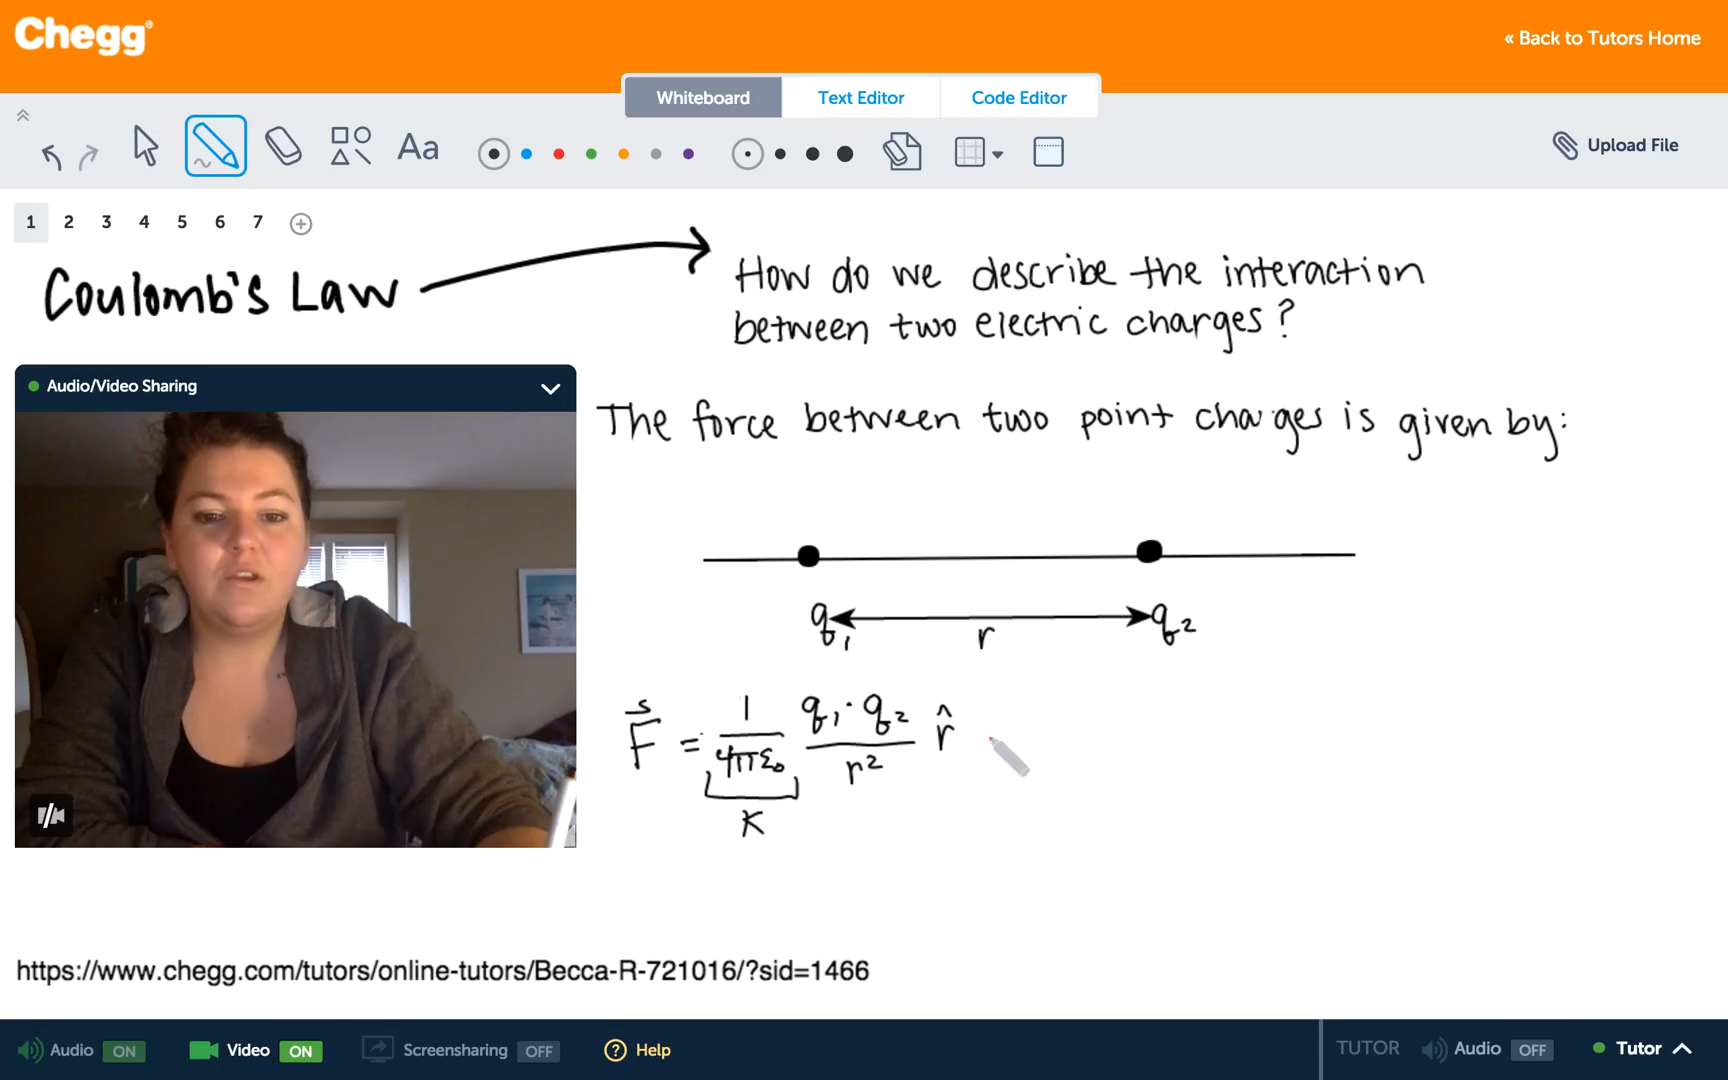 Chegg
« Back to Tutors Home
Whiteboard Text Editor Code Editor
Aa
Upload File
1 2 3 4 5 6 7
Coulomb's Law
How do we describe the interaction
between two electric charges?
Audio/Video Sharing
The force between two point charges is given by:
q₁ r q₂
F⃗ = 1/(4πε₀) q₁·q₂/r² r̂
K
https://www.chegg.com/tutors/online-tutors/Becca-R-721016/?sid=1466
Audio ON Video ON Screensharing OFF Help TUTOR Audio OFF Tutor